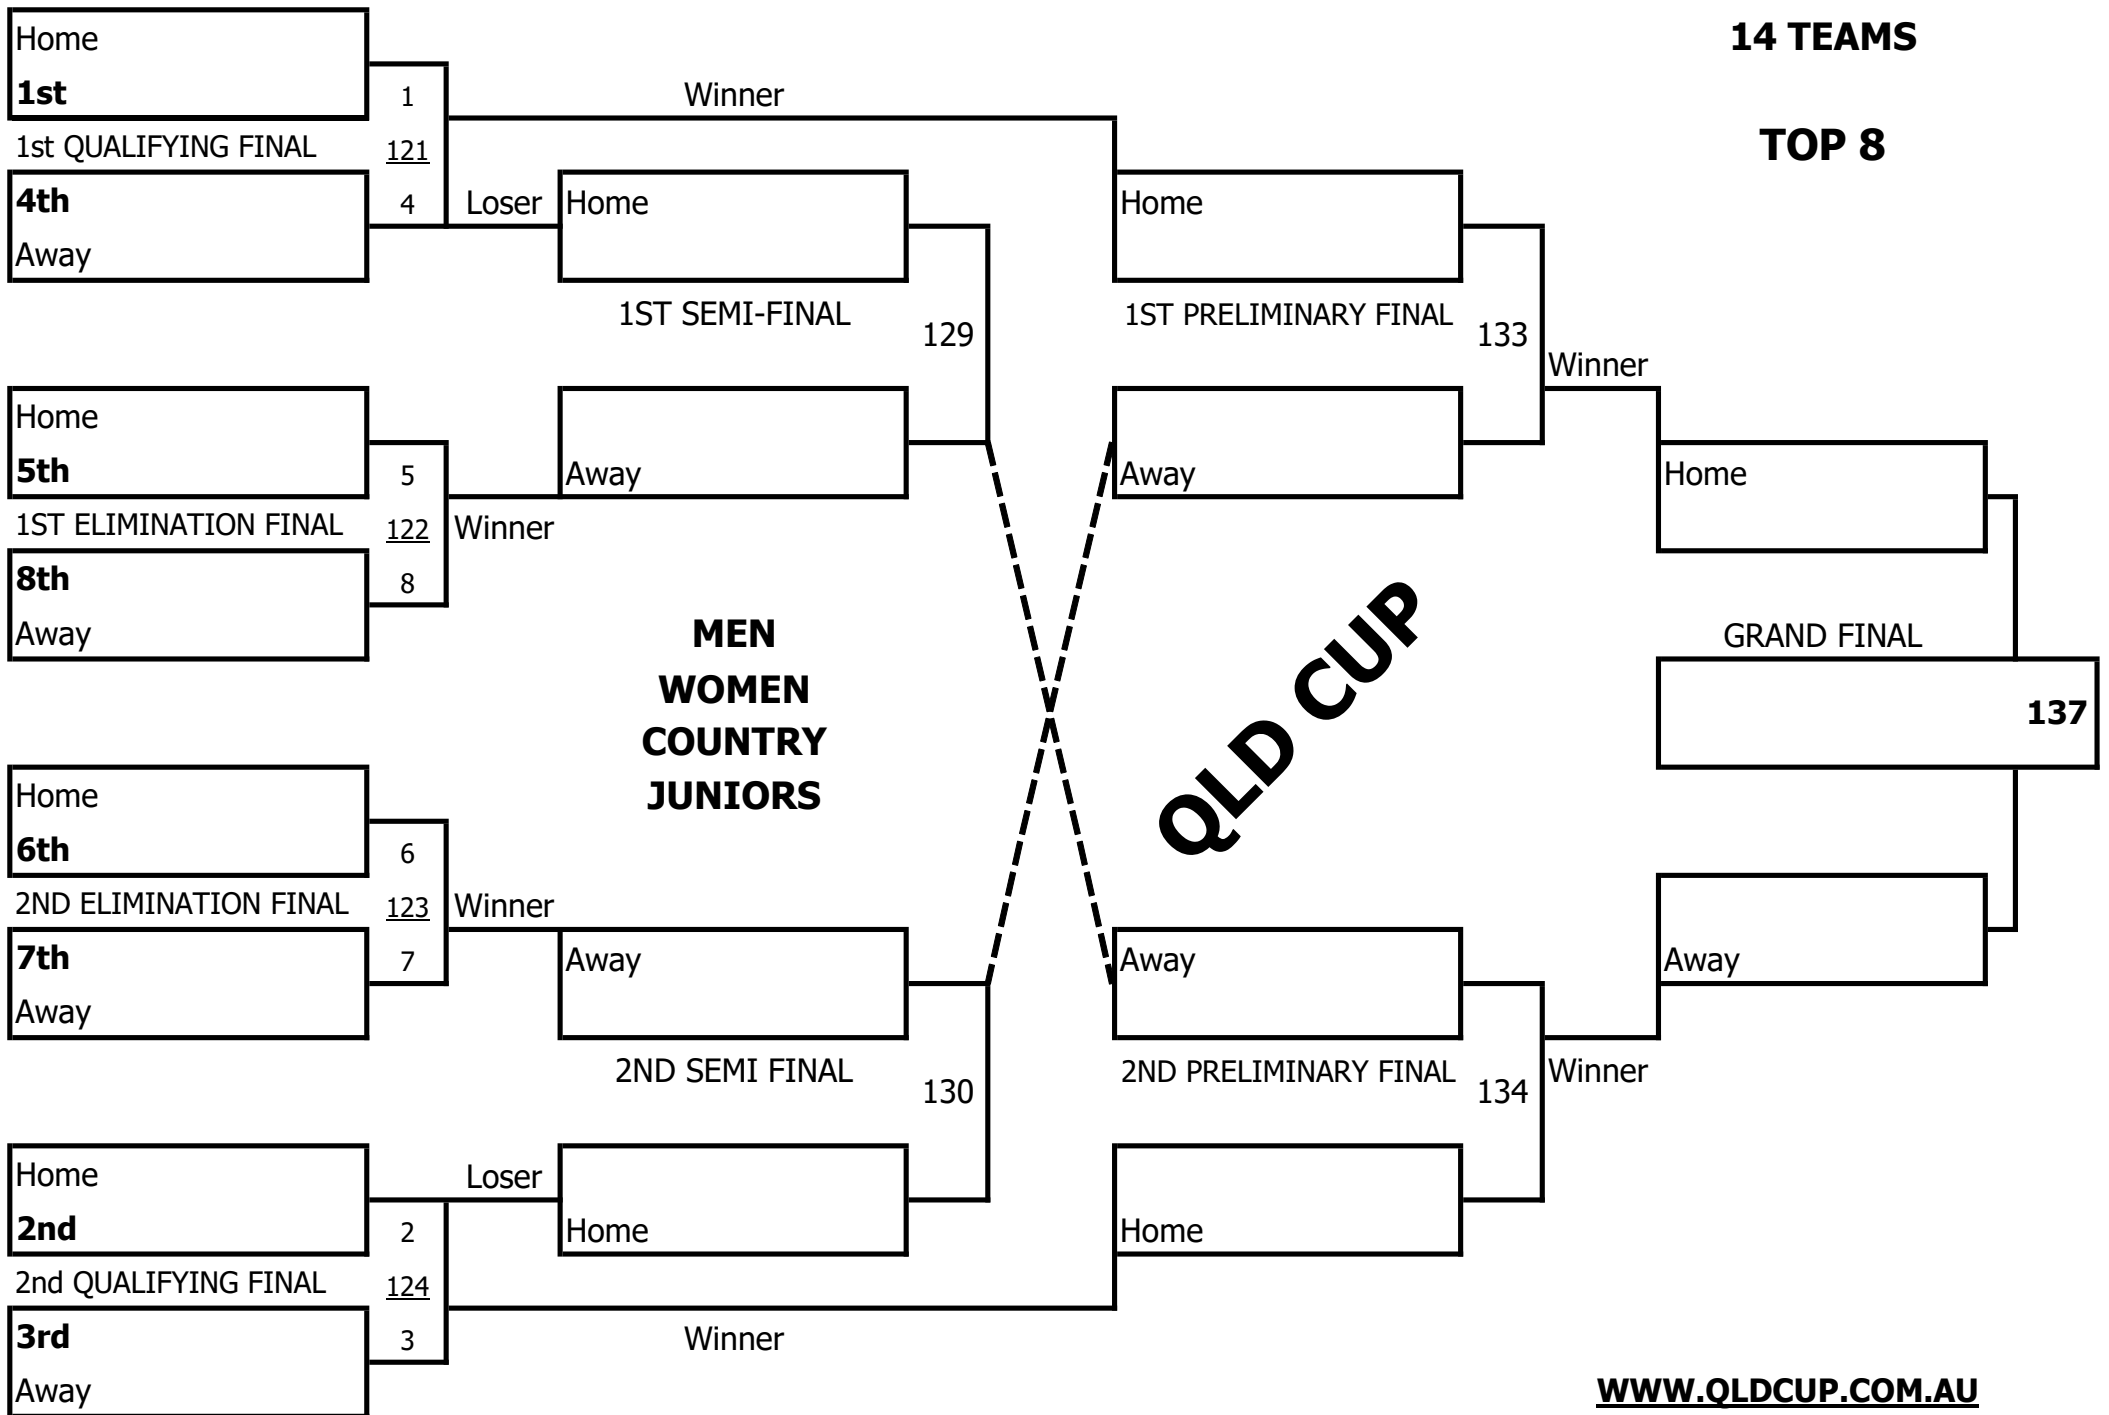 Home
14 TEAMS
1st
1
Winner
1st QUALIFYING FINAL
121
TOP 8
4th
4
Loser
Home
Home
Away
1ST SEMI-FINAL
129
1ST PRELIMINARY FINAL
133
Winner
Home
5th
5
Away
Away
Home
1ST ELIMINATION FINAL
122
Winner
8th
8
Away
MEN
WOMEN
COUNTRY
JUNIORS
QLD CUP
GRAND FINAL
137
Home
6th
6
2ND ELIMINATION FINAL
123
Winner
7th
7
Away
Away
Away
Away
2ND SEMI FINAL
130
2ND PRELIMINARY FINAL
134
Winner
Home
Loser
2nd
2
Home
Home
2nd QUALIFYING FINAL
124
3rd
3
Winner
Away
WWW.QLDCUP.COM.AU